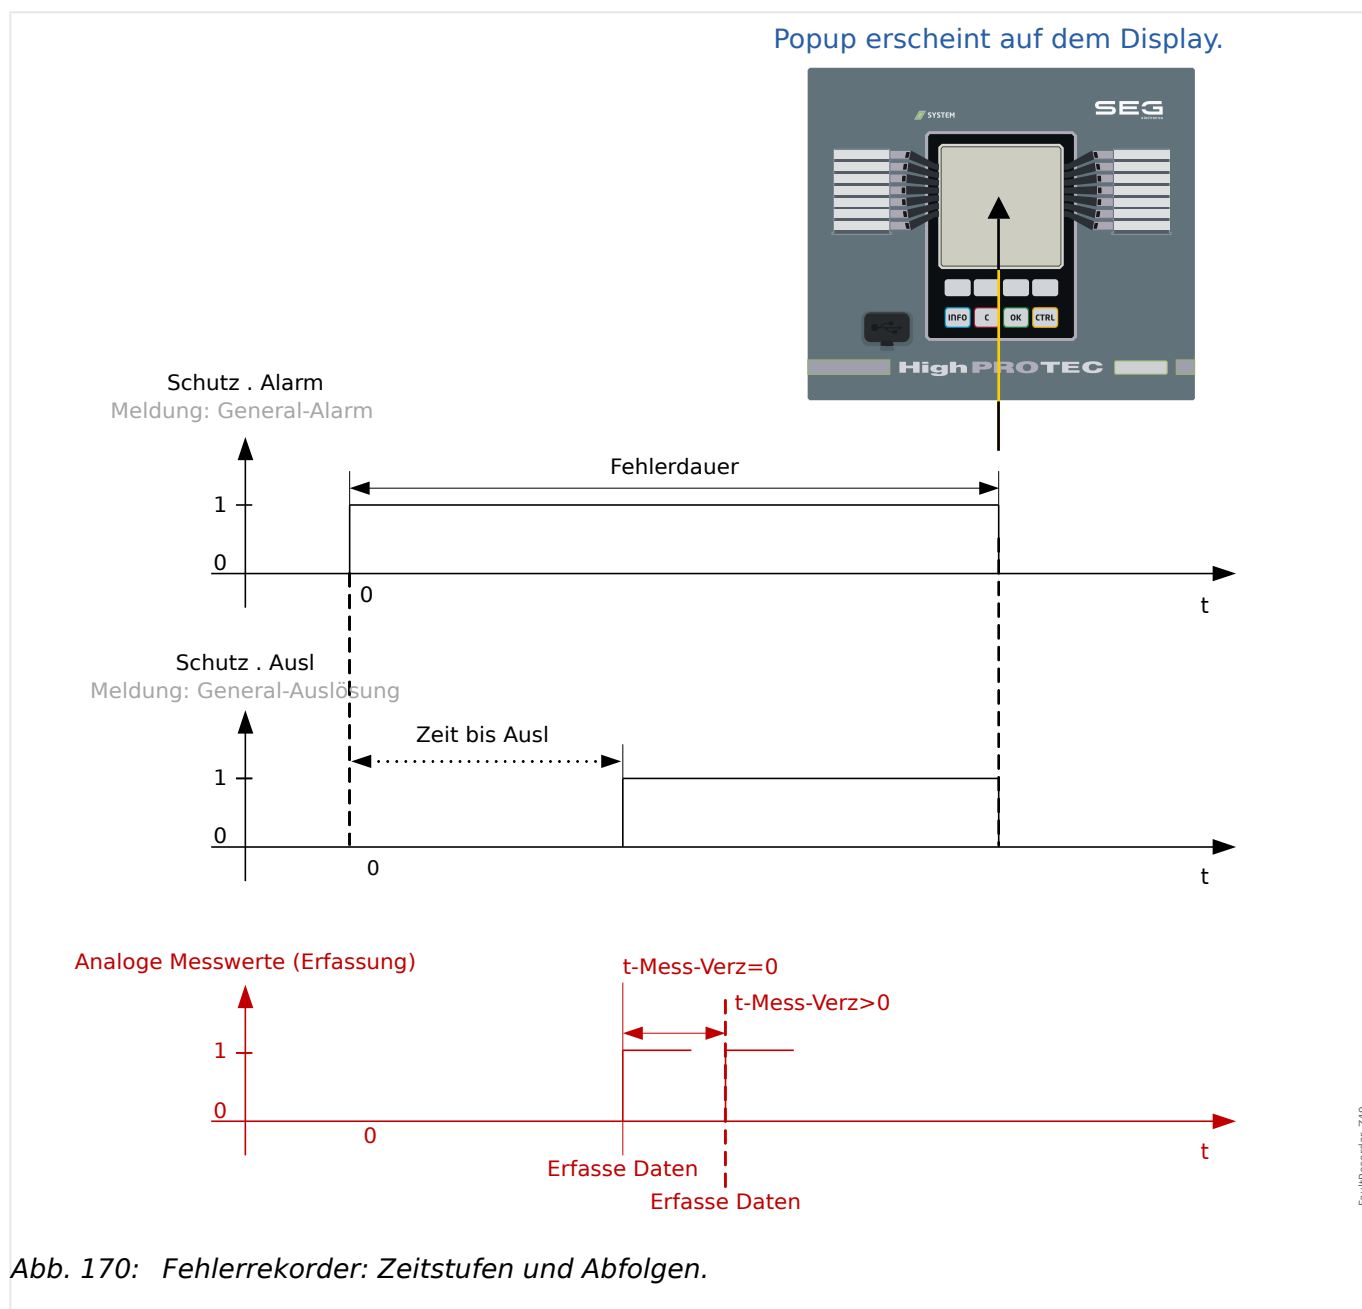 Popup erscheint auf dem Display.
SYSTEM
SEG
INFO
C
OK
CTRL
HighPROTEC
Schutz . Alarm
Meldung: General-Alarm
Fehlerdauer
1
0
0
t
Schutz . Ausl
Meldung: General-Auslösung
Zeit bis Ausl
1
0
0
t
Analoge Messwerte (Erfassung)
t-Mess-Verz=0
t-Mess-Verz>0
1
0
0
t
Erfasse Daten
Erfasse Daten
Abb. 170: Fehlerrekorder: Zeitstufen und Abfolgen.